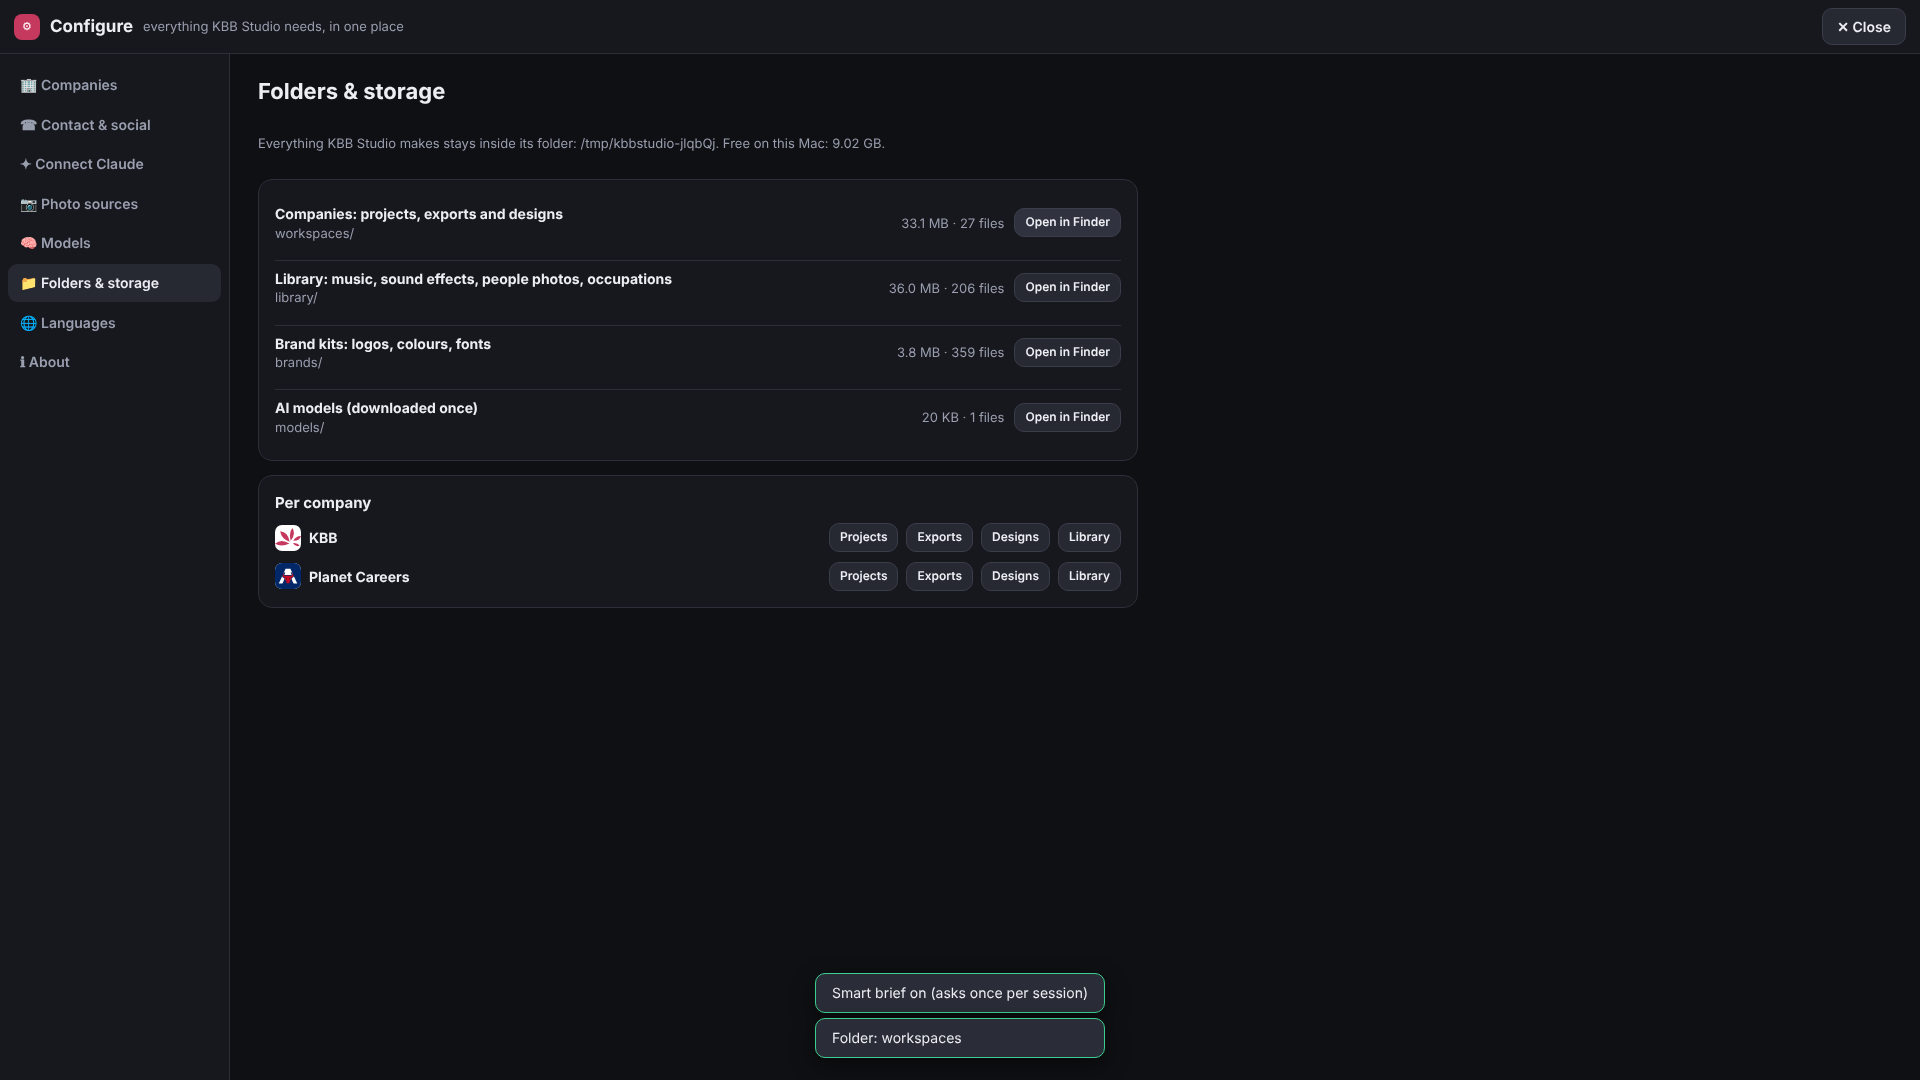 Configure everything KBB Studio needs, in one place
✕ Close
Companies
Contact & social
Connect Claude
Photo sources
Models
Folders & storage
Languages
About
Folders & storage
Everything KBB Studio makes stays inside its folder: /tmp/kbbstudio-jlqbQj. Free on this Mac: 9.02 GB.
Companies: projects, exports and designs
workspaces/
33.1 MB · 27 files
Open in Finder
Library: music, sound effects, people photos, occupations
library/
36.0 MB · 206 files
Open in Finder
Brand kits: logos, colours, fonts
brands/
3.8 MB · 359 files
Open in Finder
AI models (downloaded once)
models/
20 KB · 1 files
Open in Finder
Per company
KBB
Projects
Exports
Designs
Library
Planet Careers
Projects
Exports
Designs
Library
Smart brief on (asks once per session)
Folder: workspaces